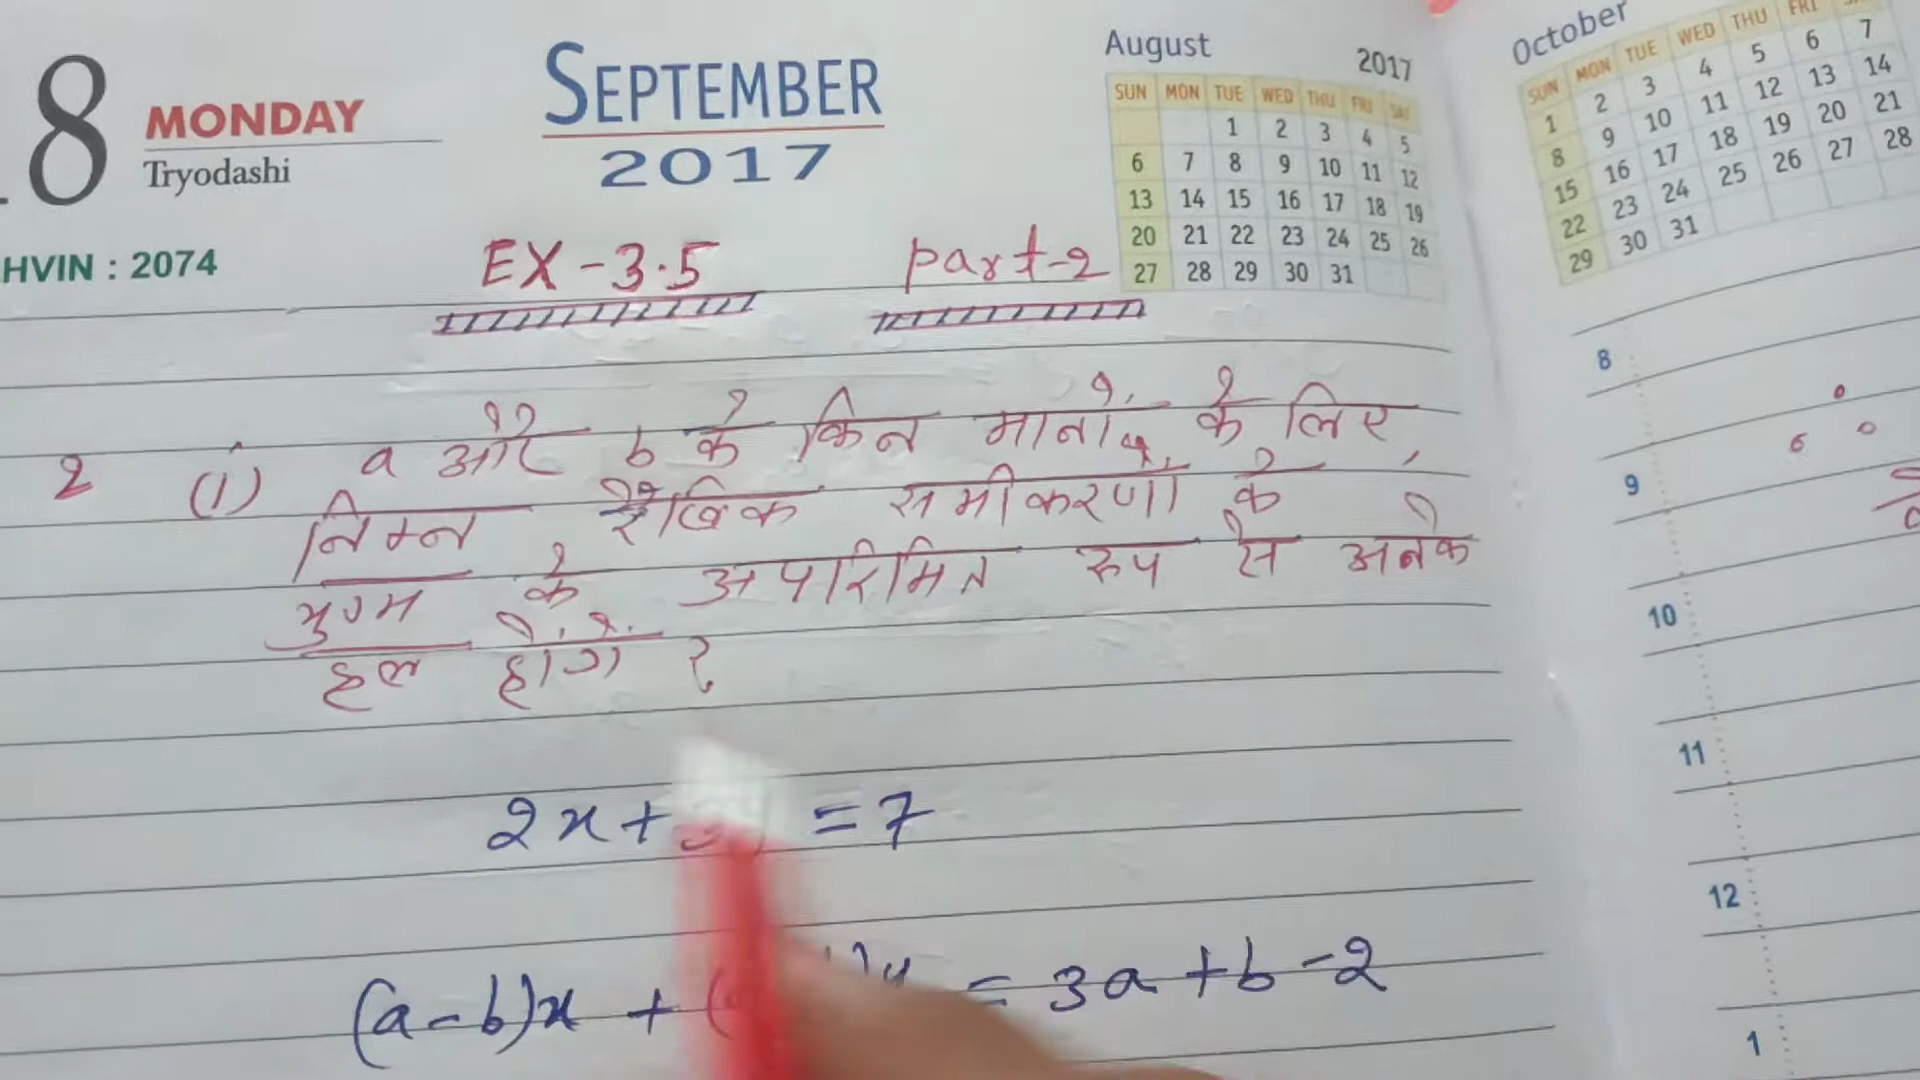 8 MONDAY
Tryodashi
HVIN : 2074
SEPTEMBER
2017
August 2017
SUN MON TUE WED THU FRI SAT
1 2 3 4 5
6 7 8 9 10 11 12
13 14 15 16 17 18 19
20 21 22 23 24 25 26
27 28 29 30 31
October
SUN MON TUE WED THU FRI
1 2 3 4 5 6 7
8 9 10 11 12 13 14
15 16 17 18 19 20 21
22 23 24 25 26 27 28
29 30 31
EX-3.5 part-2
2 (i) a और b के किन मानों के लिए,
निम्न रैखिक समीकरणों के
युग्म के अपरिमित रुप से अनेक
हल होंगें ?
2x+ =7
(a-b)x + ( y = 3a+b-2
8
9
10
11
12
1